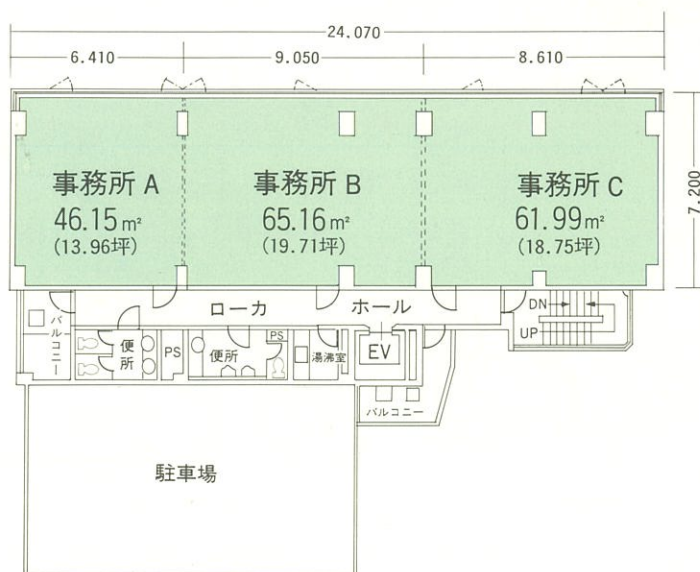 24.070
6.410
9.050
8.610
7.200
事務所 A
46.15㎡
(13.96坪)
事務所 B
65.16㎡
(19.71坪)
事務所 C
61.99㎡
(18.75坪)
ローカ
ホール
DN
UP
バルコニー
便所
PS
便所
PS
湯沸室
EV
バルコニー
駐車場